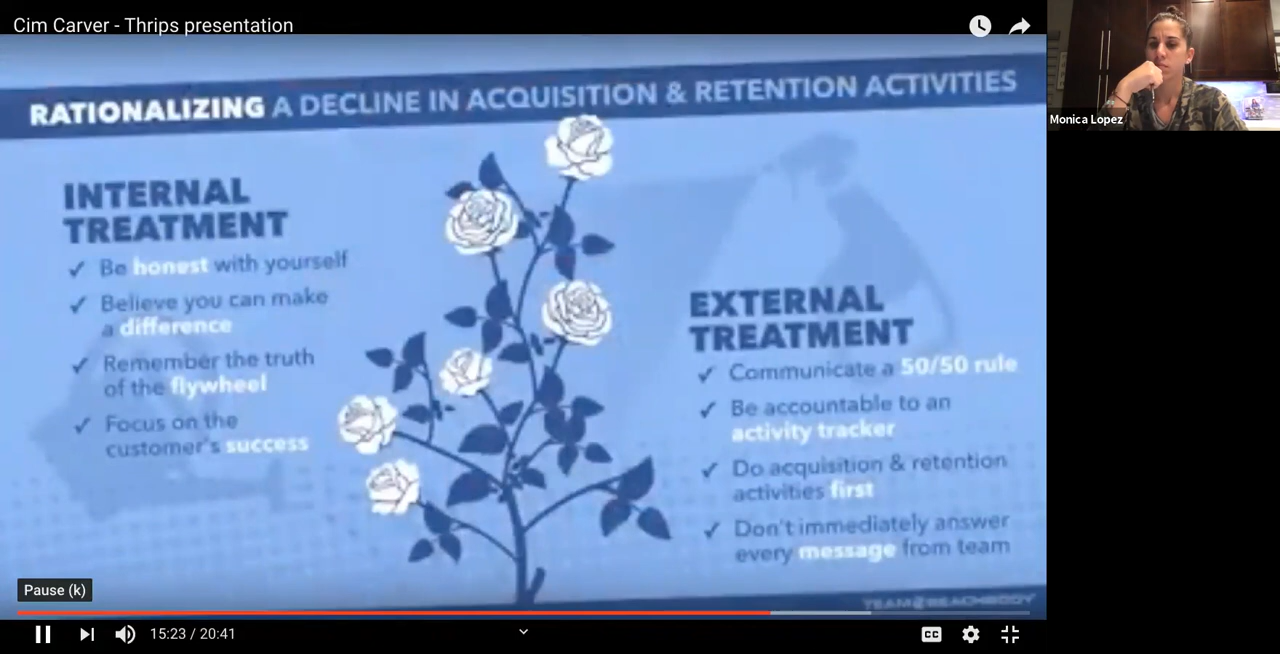 Cim Carver - Thrips presentation
RATIONALIZING A DECLINE IN ACQUISITION & RETENTION ACTIVITIES
INTERNAL
TREATMENT
✓ Be honest with yourself
✓ Believe you can make
a difference
✓ Remember the truth
of the flywheel
✓ Focus on the
customer's success
EXTERNAL
TREATMENT
✓ Communicate a 50/50 rule
✓ Be accountable to an
activity tracker
✓ Do acquisition & retention
activities first
✓ Don't immediately answer
every message from team
TEAM BEACHBODY
Pause (k)
15:23 / 20:41
CC
Monica Lopez